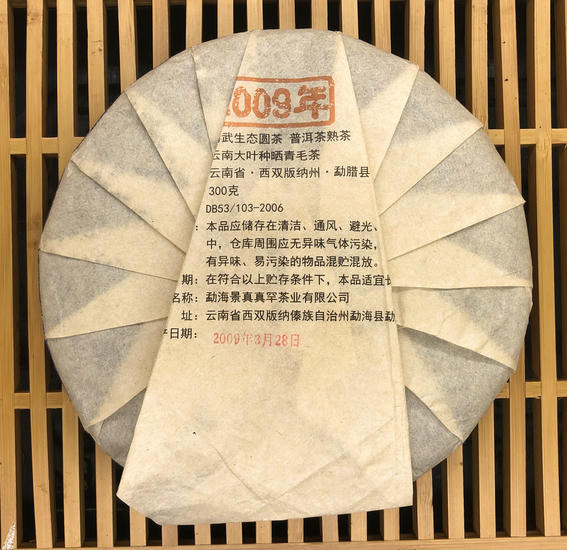 2009年
武生态圆茶 普洱茶熟茶
云南大叶种晒青毛茶
云南省·西双版纳州·勐腊县
300克
DB53/103-2006
：本品应储存在清洁、通风、避光、
中，仓库周围应无异味气体污染，
有异味、易污染的物品混贮混放。
期：在符合以上贮存条件下，本品适宜长
名称：勐海景真真罕茶业有限公司
址：云南省西双版纳傣族自治州勐海县勐
日期：2009年3月28日